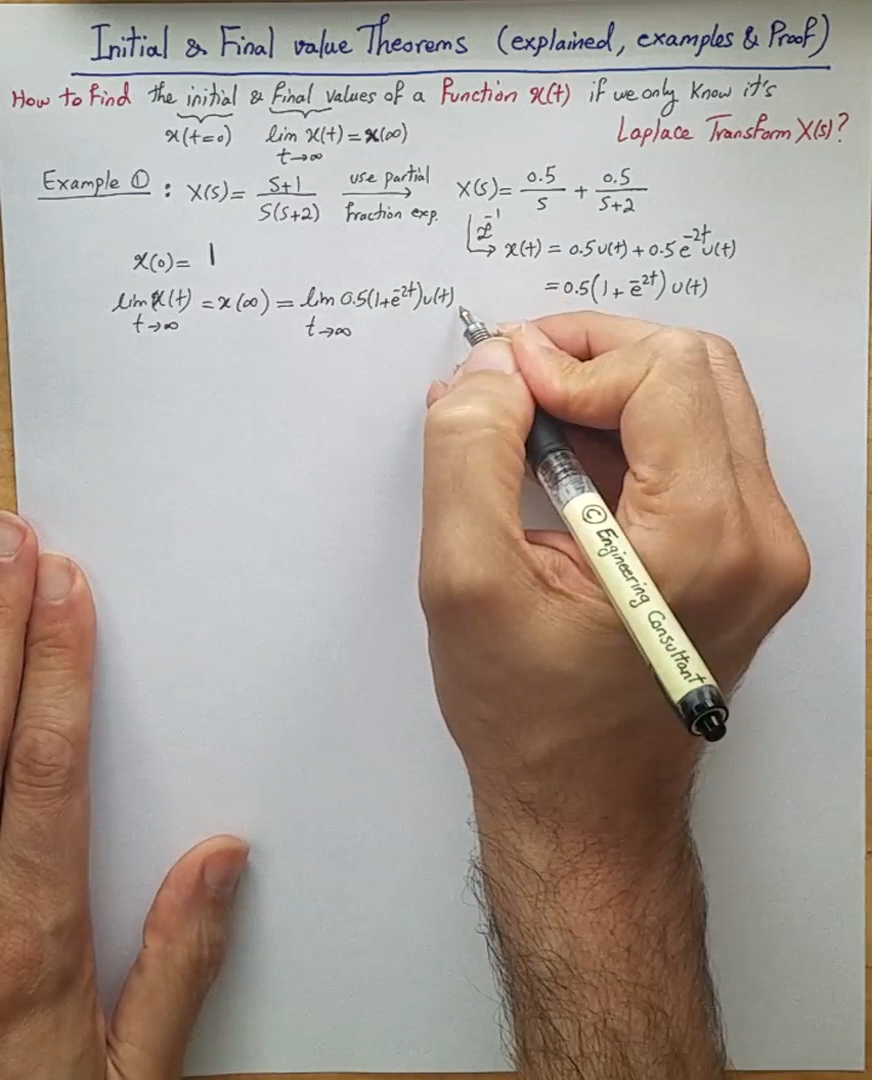 Initial & Final value Theorems (explained, examples & Proof)
How to find the initial & final values of a function x(t) if we only know it's
x(t=0) lim x(t) = x(∞) Laplace Transform X(s)?
t→∞
Example ① : X(s) = s+1 / s(s+2) use partial fraction exp. X(s) = 0.5/s + 0.5/s+2
ℒ⁻¹ x(t) = 0.5u(t) + 0.5e⁻²ᵗu(t)
x(0) = 1
= 0.5(1 + e⁻²ᵗ) u(t)
lim x(t) = x(∞) = lim 0.5(1+e⁻²ᵗ)u(t)
t→∞ t→∞
© Engineering Consultant